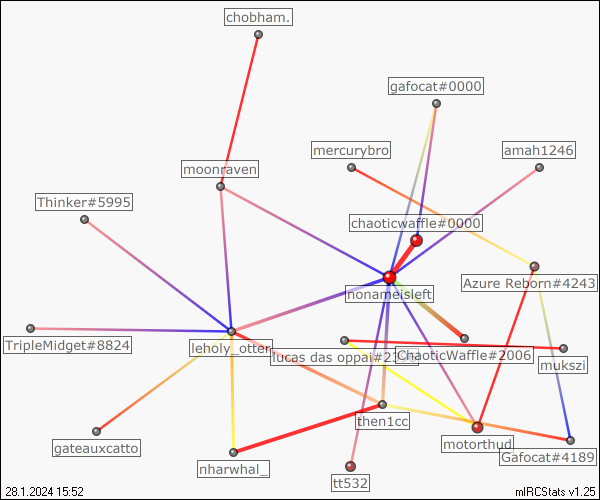 chobham.
gafocat#0000
mercurybro
amah1246
moonraven
Thinker#5995
chaoticwaffle#0000
Azure Reborn#4243
nonameisleft
TripleMidget#8824
leholy_otter
lucas das oppai#2
ChaoticWaffle#2006
mukszi
then1cc
gateauxcatto
motorthud
Gafocat#4189
nharwhal_
tt532
28.1.2024 15:52
mIRCStats v1.25